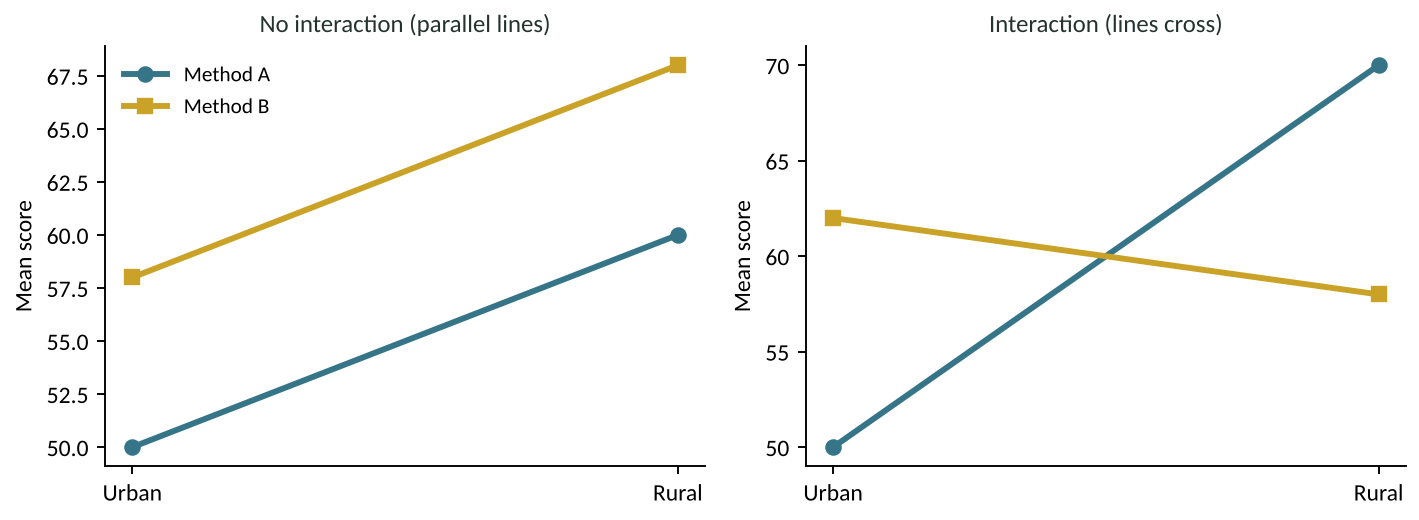 No interaction (parallel lines)
Mean score
67.5
65.0
62.5
60.0
57.5
55.0
52.5
50.0
Method A
Method B
Urban
Rural
Interaction (lines cross)
Mean score
70
65
60
55
50
Urban
Rural